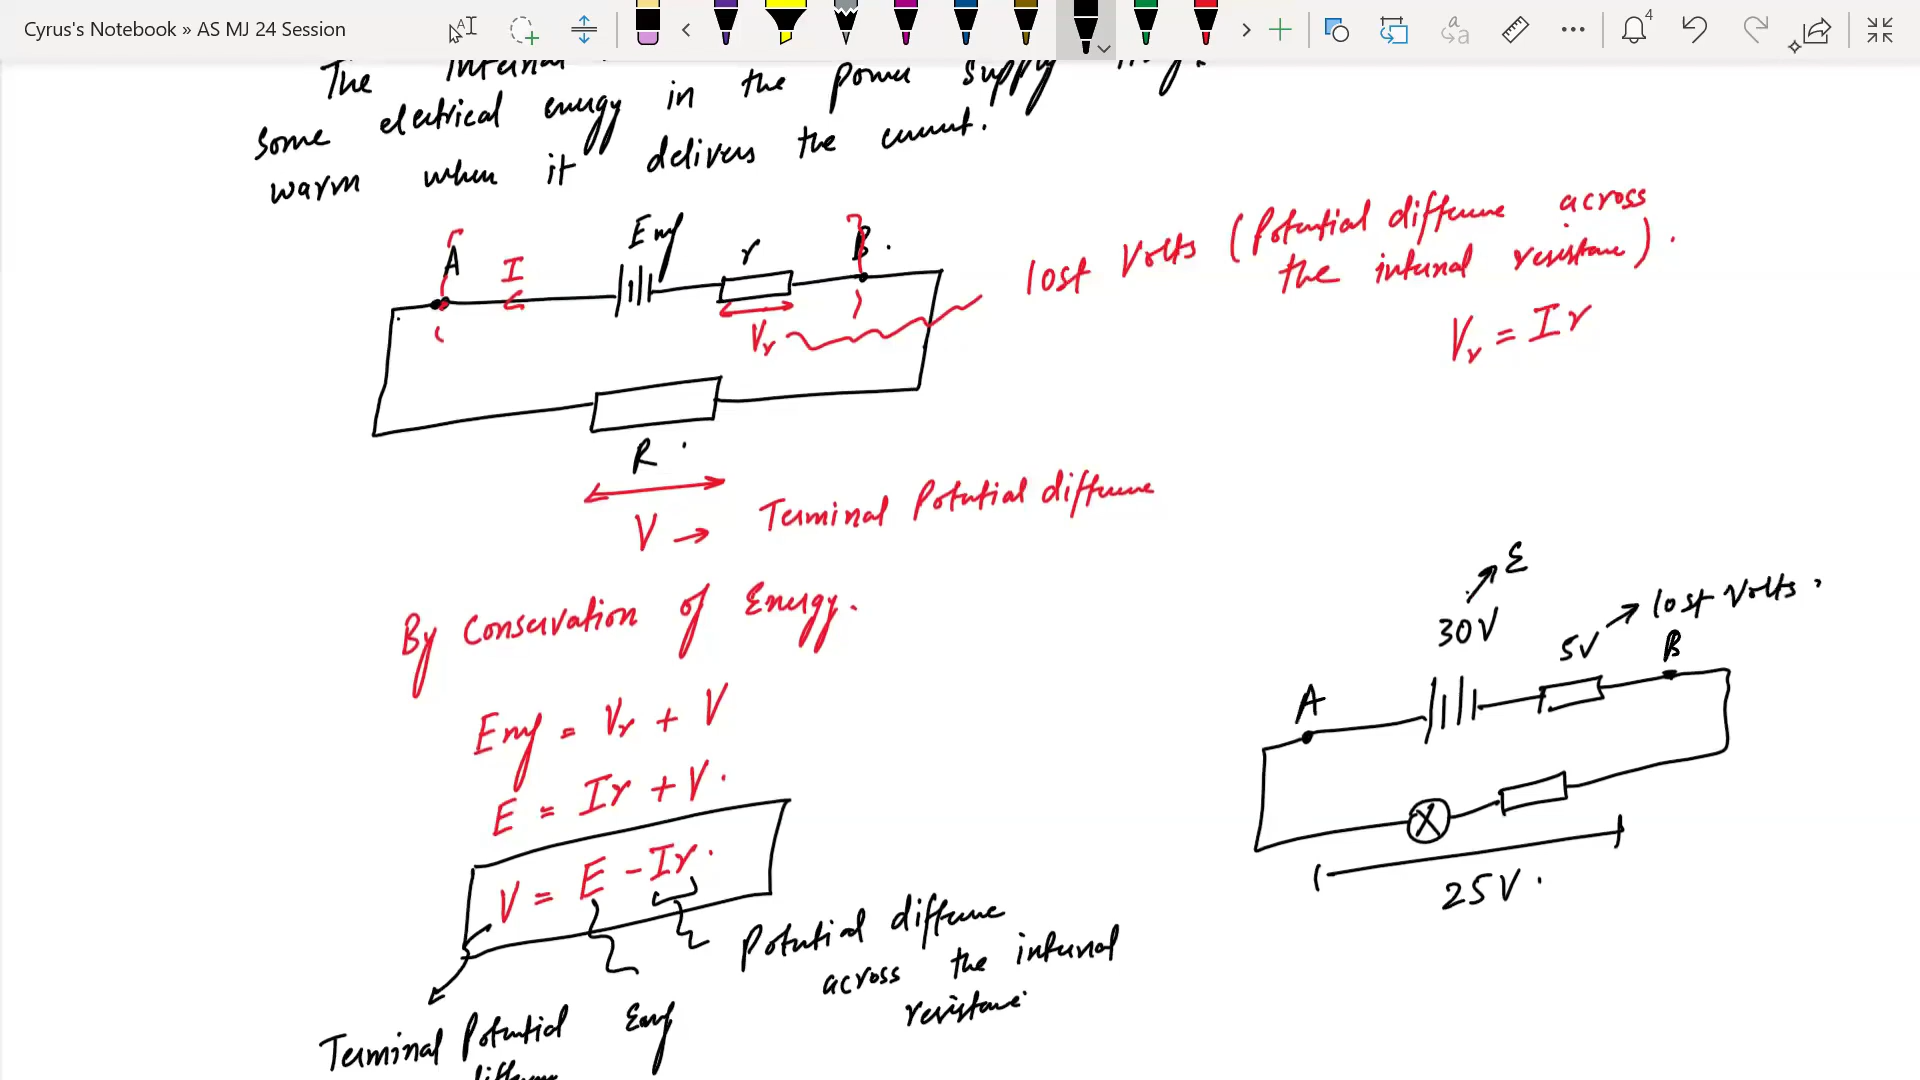 Cyrus's Notebook » AS MJ 24 Session
4
The internal
some electrical energy in the power supply
warm when it delivers the current.
A
I
Emf
r
B
Vr
lost Volts (Potential difference across
the internal resistance).
Vr = Ir
R
V → Terminal Potential difference
By Conservation of Energy.
Emf = Vr + V
E = Ir + V.
V = E - Ir.
Terminal Potential
difference
Emf
Potential difference
across the internal
resistance
ε
30V
5V → lost Volts.
A
B
25V.